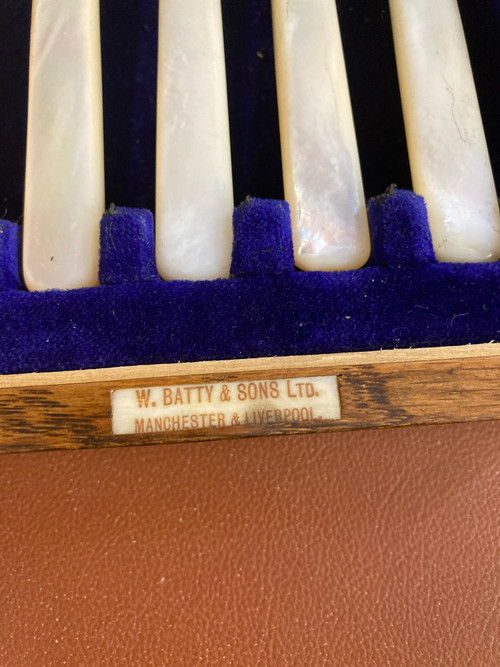 W. BATTY & SONS LTD.
MANCHESTER & LIVERPOOL.